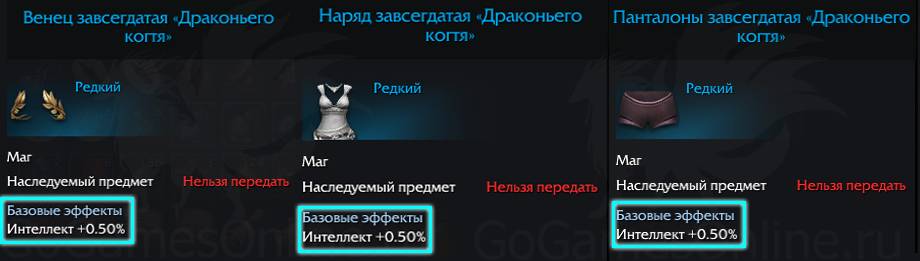 Венец завсегдатая «Драконьего
когтя»
Редкий
Маг
Наследуемый предмет Нельзя передать
Базовые эффекты
Интеллект +0.50%
Наряд завсегдатая «Драконьего
когтя»
Редкий
Маг
Наследуемый предмет Нельзя передать
Базовые эффекты
Интеллект +0.50%
Панталоны завсегдатая «Драконьего
когтя»
Редкий
Маг
Наследуемый предмет Нельзя передать
Базовые эффекты
Интеллект +0.50%
GoGamesOnline.ru